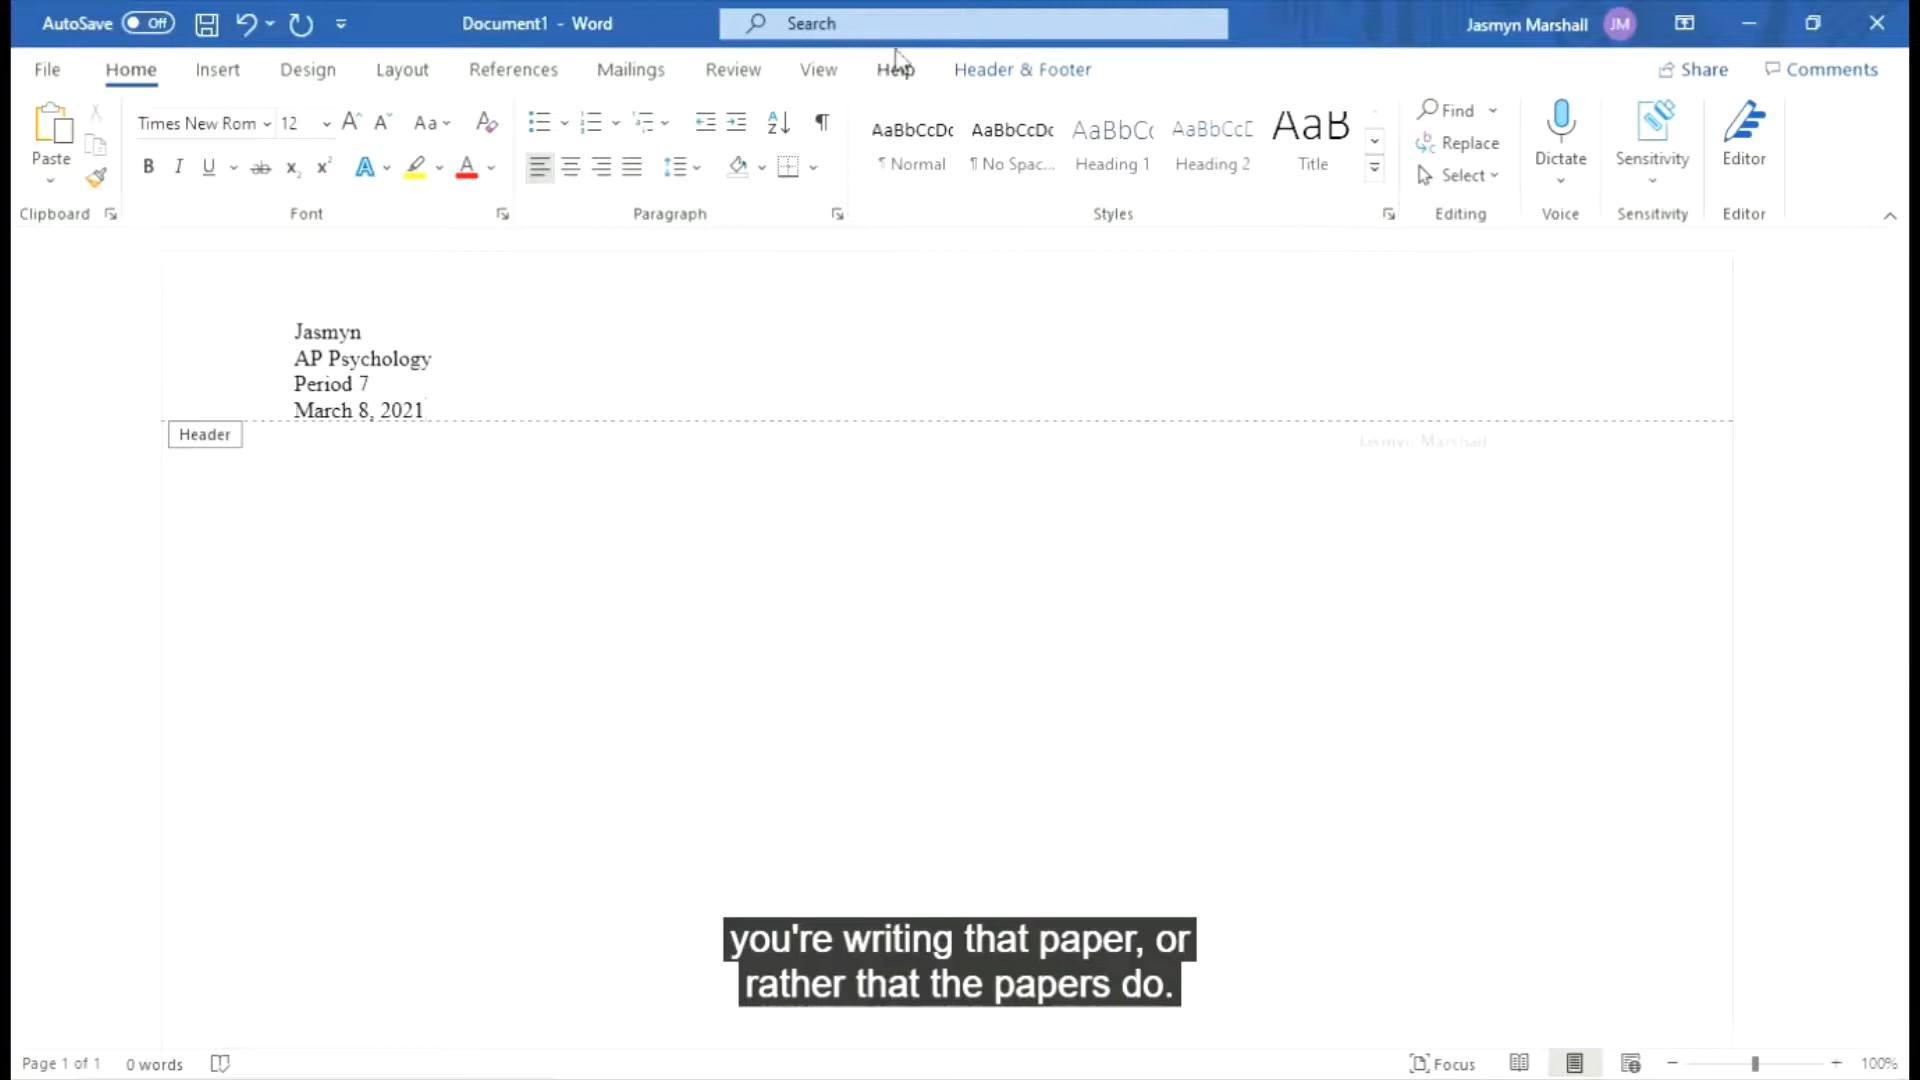 AutoSave Off Document1 - Word Search Jasmyn Marshall JM
File Home Insert Design Layout References Mailings Review View Help Header & Footer Share Comments
Paste
Times New Rom 12 Aa
AaBbCcDc AaBbCcDc AaBbCc AaBbCcD AaB
¶ Normal ¶ No Spac... Heading 1 Heading 2 Title
Find
Replace
Select
Dictate Sensitivity Editor
Clipboard Font Paragraph Styles Editing Voice Sensitivity Editor
Jasmyn
AP Psychology
Period 7
March 8, 2021
Header
Jasmyn Marshall
you're writing that paper, or
rather that the papers do.
Page 1 of 1 0 words Focus 100%